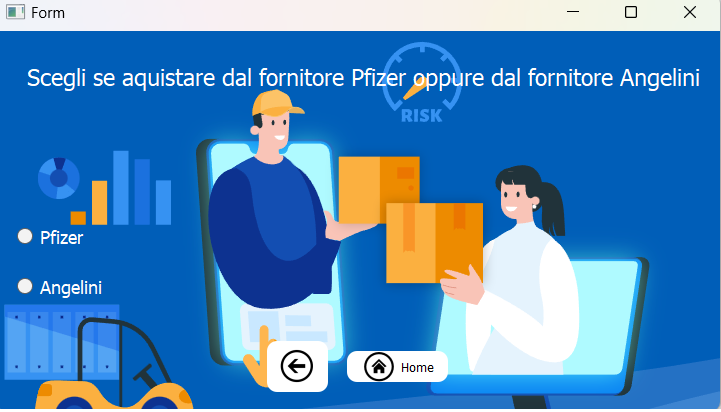 Form
Scegli se aquistare dal fornitore Pfizer oppure dal fornitore Angelini
RISK
Pfizer
Angelini
Home